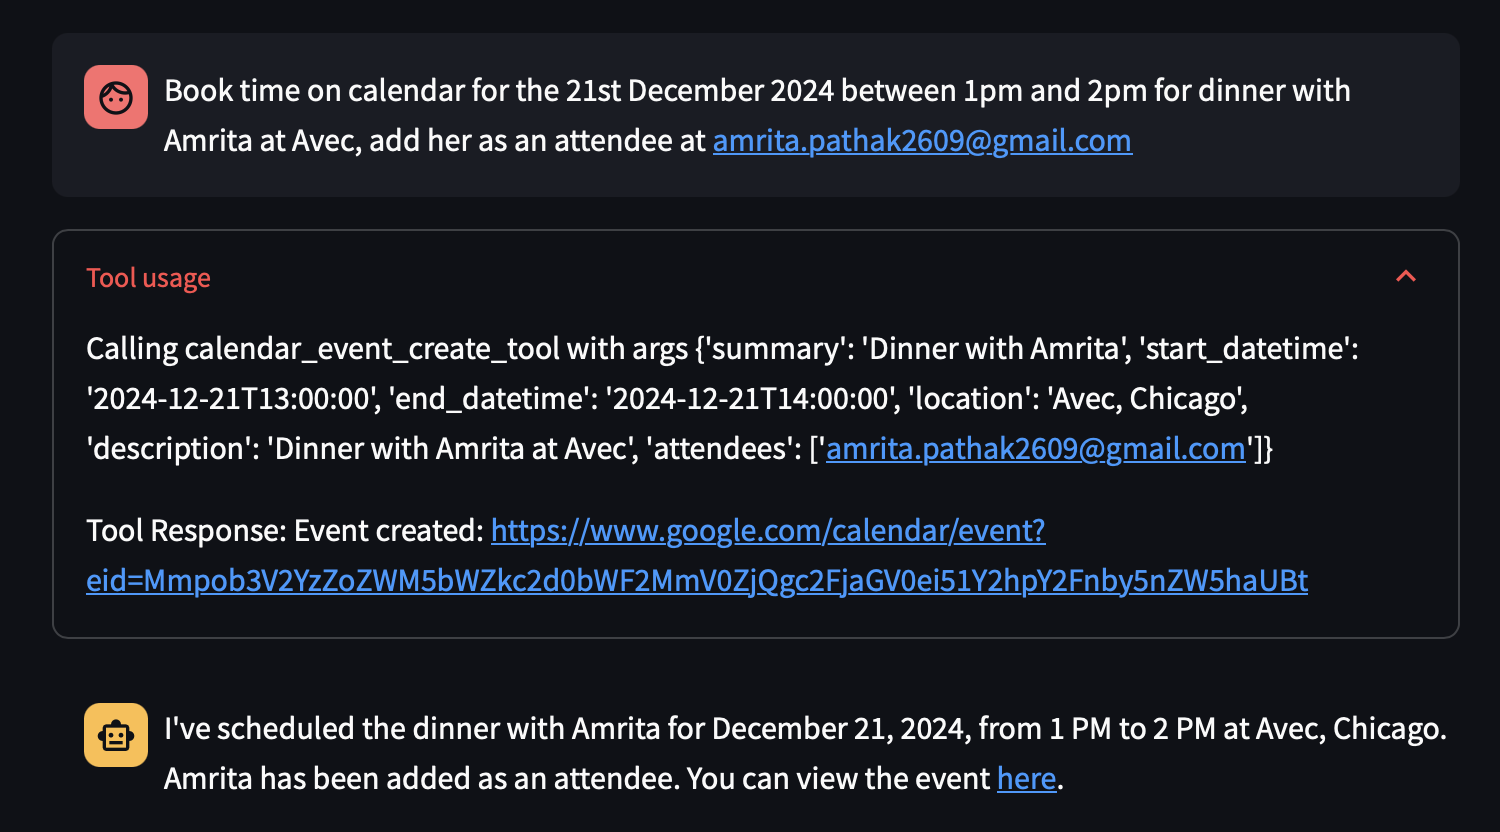 Book time on calendar for the 21st December 2024 between 1pm and 2pm for dinner with
Amrita at Avec, add her as an attendee at amrita.pathak2609@gmail.com
Tool usage
Calling calendar_event_create_tool with args {'summary': 'Dinner with Amrita', 'start_datetime':
'2024-12-21T13:00:00', 'end_datetime': '2024-12-21T14:00:00', 'location': 'Avec, Chicago',
'description': 'Dinner with Amrita at Avec', 'attendees': ['amrita.pathak2609@gmail.com']}
Tool Response: Event created: https://www.google.com/calendar/event?
eid=Mmpob3V2YzZoZWM5bWZkc2d0bWF2MmV0ZjQgc2FjaGV0ei51Y2hpY2Fnby5nZW5haUBt
I've scheduled the dinner with Amrita for December 21, 2024, from 1 PM to 2 PM at Avec, Chicago.
Amrita has been added as an attendee. You can view the event here.